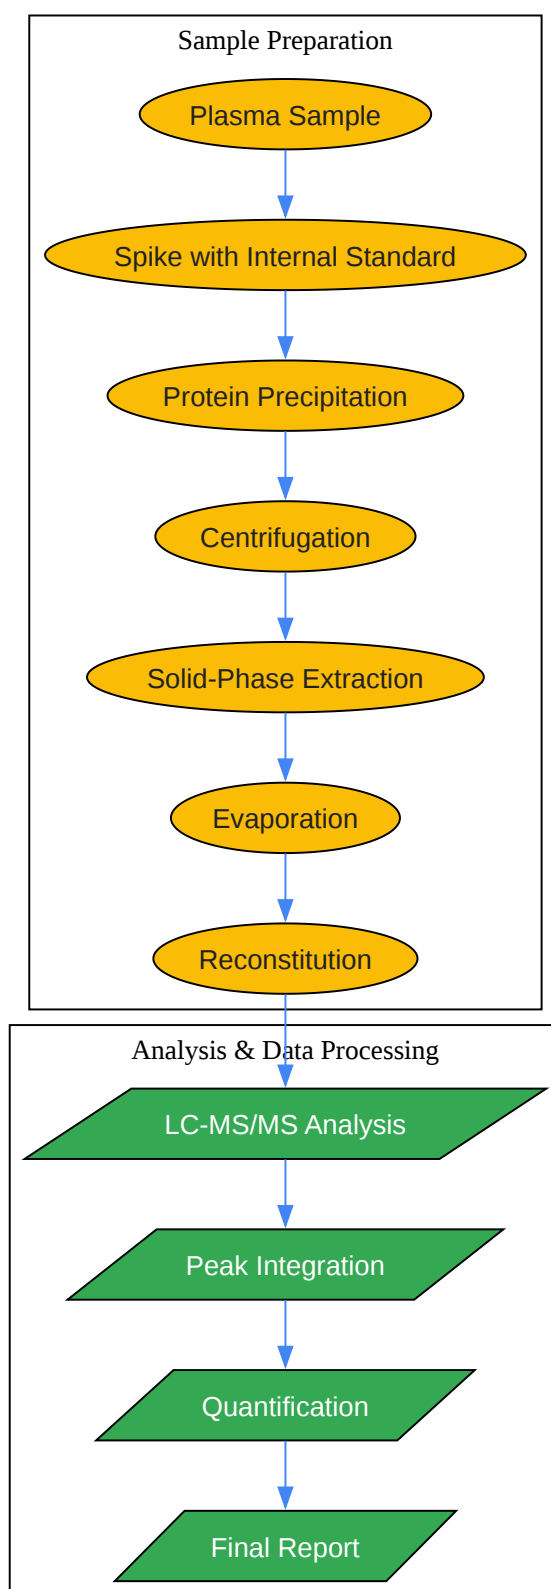 Sample Preparation
Plasma Sample
Spike with Internal Standard
Protein Precipitation
Centrifugation
Solid-Phase Extraction
Evaporation
Reconstitution
Analysis & Data Processing
LC-MS/MS Analysis
Peak Integration
Quantification
Final Report